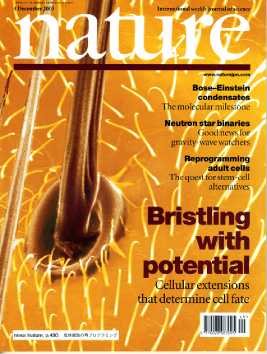 nature
International weekly journal of science
www.naturejpn.com
Bose–Einstein
condensates
The molecular milestone
Neutron star binaries
Good news for
gravity-wave watchers
Reprogramming
adult cells
The quest for stem-cell
alternatives
Bristling
with
potential
Cellular extensions
that determine cell fate